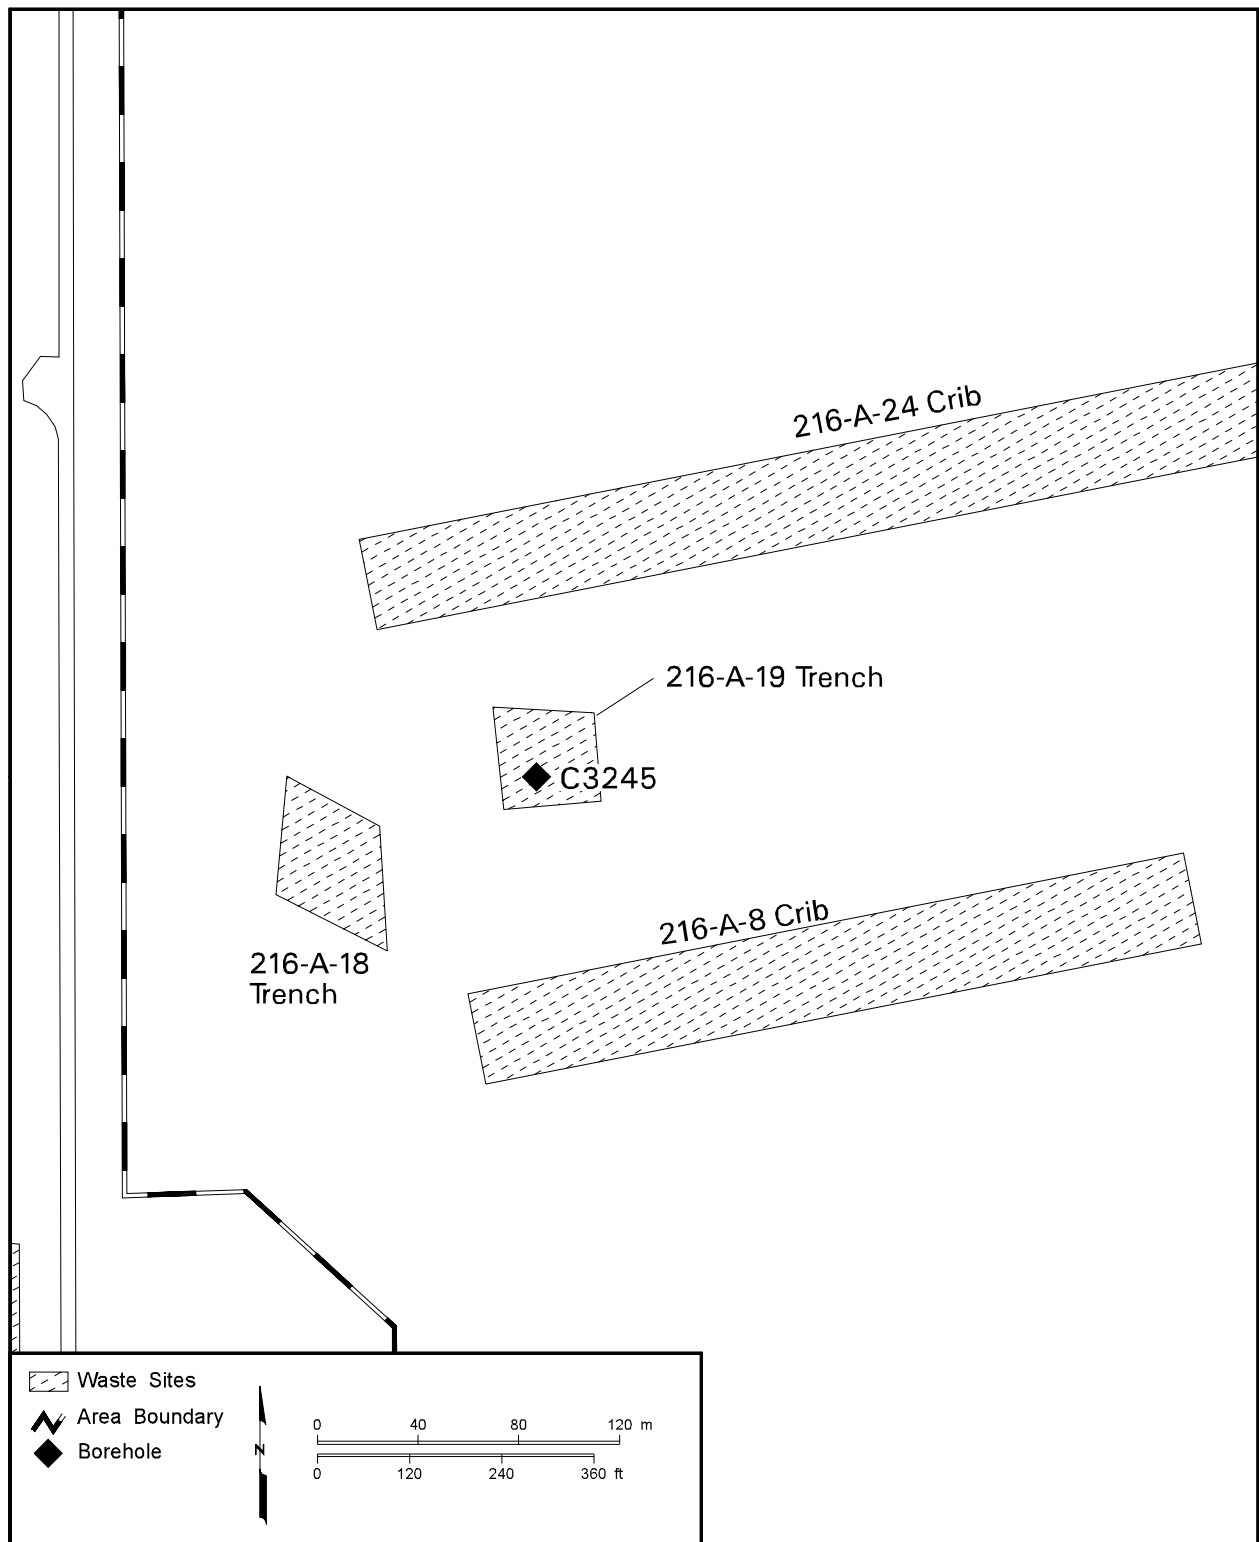 216-A-24 Crib
216-A-19 Trench
C3245
216-A-8 Crib
216-A-18
Trench
Waste Sites
Area Boundary
Borehole
N
0 40 80 120 m
0 120 240 360 ft